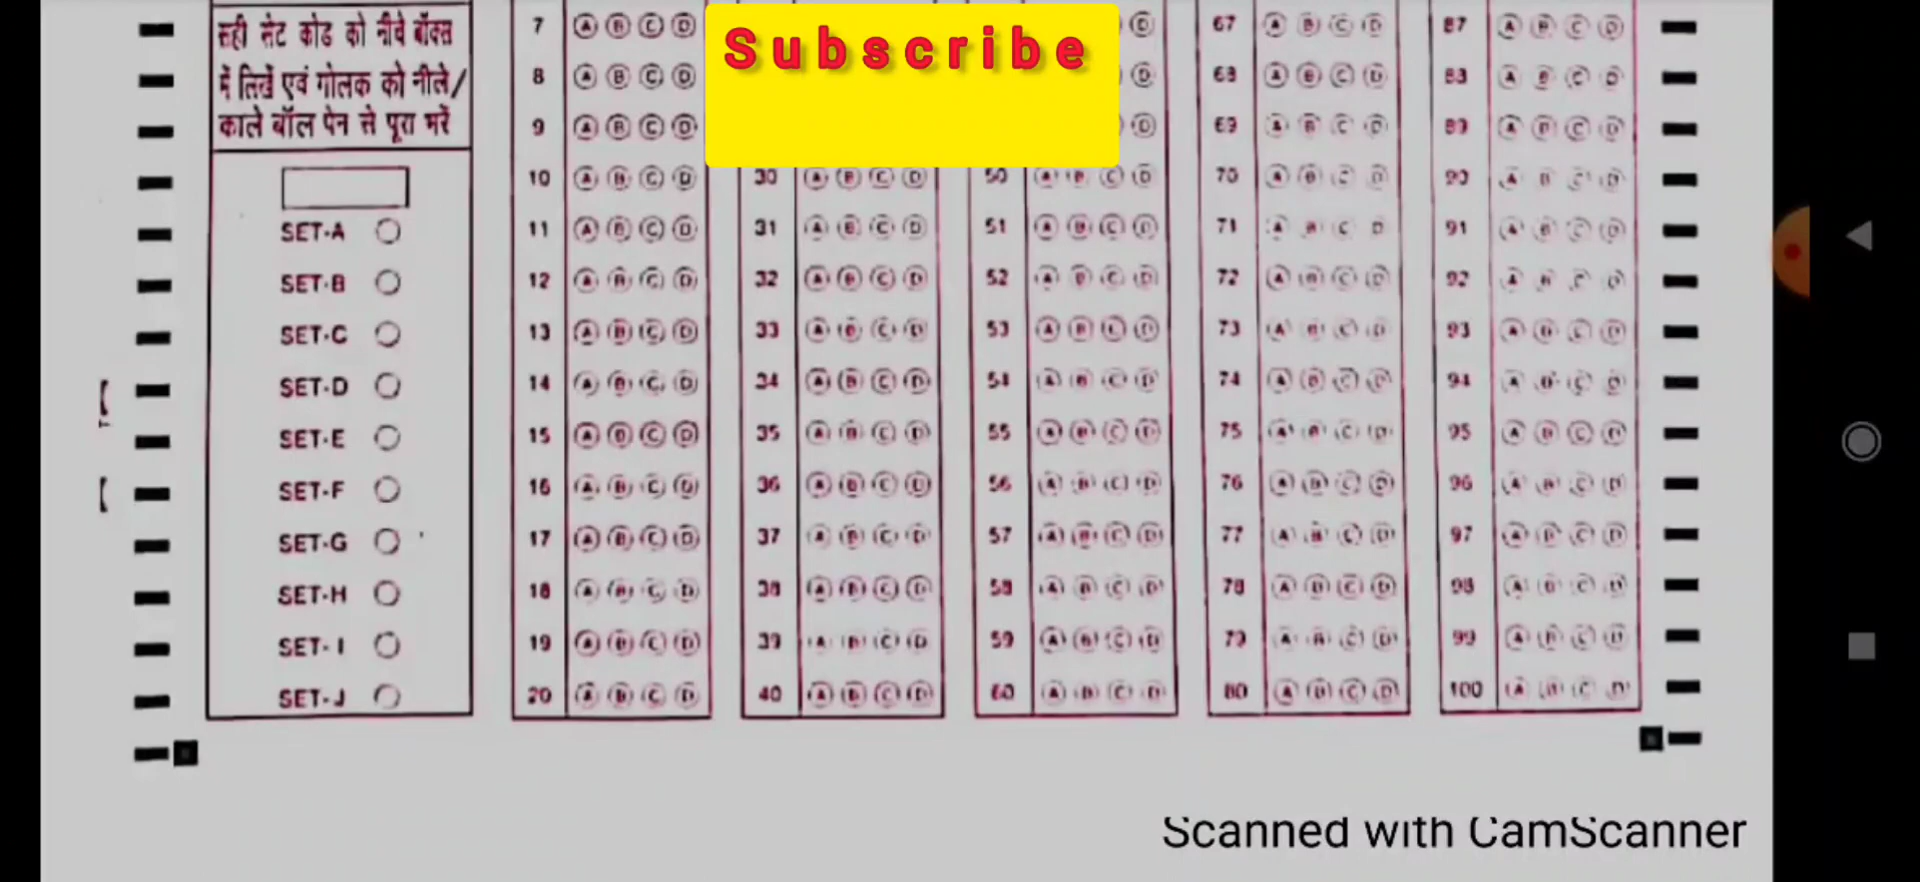 सही सेट कोड को नीचे बॉक्स
में लिखें एवं गोलक को नीले/
काले बॉल पेन से पूरा भरें
SET-A
SET-B
SET-C
SET-D
SET-E
SET-F
SET-G
SET-H
SET-I
SET-J
7 A B C D
8 A B C D
9 A B C D
10 A B C D
11 A B C D
12 A B C D
13 A B C D
14 A B C D
15 A B C D
16 A B C D
17 A B C D
18 A B C D
19 A B C D
20 A B C D
Subscribe
30 A B C D
31 A B C D
32 A B C D
33 A B C D
34 A B C D
35 A B C D
36 A B C D
37 A B C D
38 A B C D
39 A B C D
40 A B C D
D
D
D
50 A B C D
51 A B C D
52 A B C D
53 A B C D
54 A B C D
55 A B C D
56 A B C D
57 A B C D
58 A B C D
59 A B C D
60 A B C D
67 A B C D
68 A B C D
69 A B C D
70 A B C D
71 A B C D
72 A B C D
73 A B C D
74 A B C D
75 A B C D
76 A B C D
77 A B C D
78 A B C D
79 A B C D
80 A B C D
87 A B C D
88 A B C D
89 A B C D
90 A B C D
91 A B C D
92 A B C D
93 A B C D
94 A B C D
95 A B C D
96 A B C D
97 A B C D
98 A B C D
99 A B C D
100 A B C D
Scanned with CamScanner